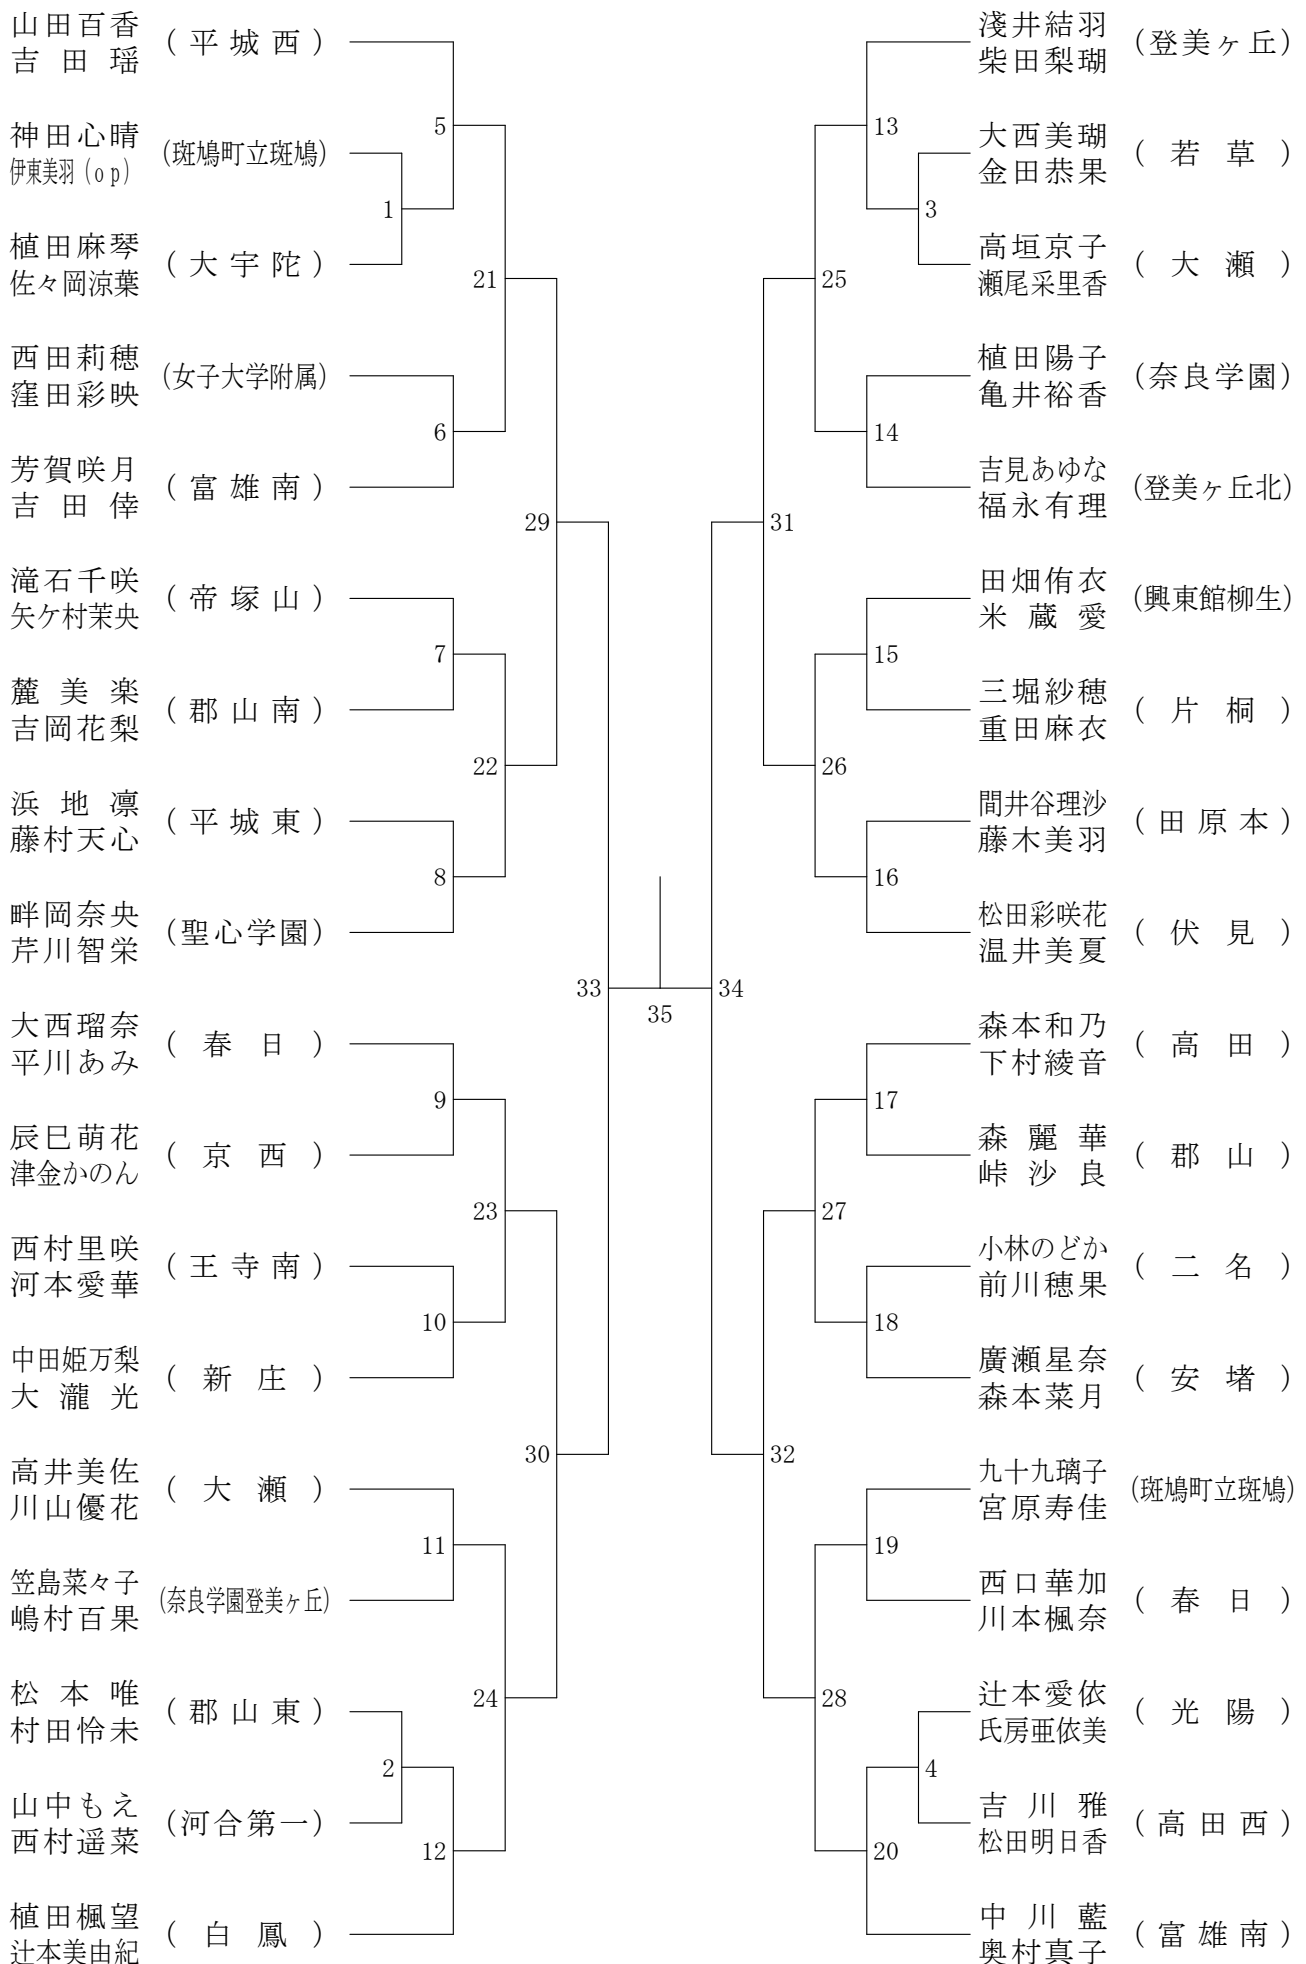 山田百香
吉田瑶
(平城西)
神田心晴
伊東美羽(op)
(斑鳩町立斑鳩)
植田麻琴
佐々岡涼葉
(大宇陀)
西田莉穂
窪田彩映
(女子大学附属)
芳賀咲月
吉田倖
(富雄南)
滝石千咲
矢ケ村茉央
(帝塚山)
麓美楽
吉岡花梨
(郡山南)
浜地凛
藤村天心
(平城東)
畔岡奈央
芹川智栄
(聖心学園)
大西瑠奈
平川あみ
(春日)
辰巳萌花
津金かのん
(京西)
西村里咲
河本愛華
(王寺南)
中田姫万梨
大瀧光
(新庄)
高井美佐
川山優花
(大瀬)
笠島菜々子
嶋村百果
(奈良学園登美ヶ丘)
松本唯
村田怜未
(郡山東)
山中もえ
西村遥菜
(河合第一)
植田楓望
辻本美由紀
(白鳳)
1
2
5
6
7
8
9
10
11
12
21
22
23
24
29
30
33
35
34
31
32
25
26
27
28
13
14
15
16
17
18
19
20
3
4
淺井結羽
柴田梨瑚
(登美ヶ丘)
大西美瑚
金田恭果
(若草)
高垣京子
瀬尾采里香
(大瀬)
植田陽子
亀井裕香
(奈良学園)
吉見あゆな
福永有理
(登美ヶ丘北)
田畑侑衣
米蔵愛
(興東館柳生)
三堀紗穂
重田麻衣
(片桐)
間井谷理沙
藤木美羽
(田原本)
松田彩咲花
温井美夏
(伏見)
森本和乃
下村綾音
(高田)
森麗華
峠沙良
(郡山)
小林のどか
前川穂果
(二名)
廣瀬星奈
森本菜月
(安堵)
九十九璃子
宮原寿佳
(斑鳩町立斑鳩)
西口華加
川本楓奈
(春日)
辻本愛依
氏房亜依美
(光陽)
吉川雅
松田明日香
(高田西)
中川藍
奥村真子
(富雄南)